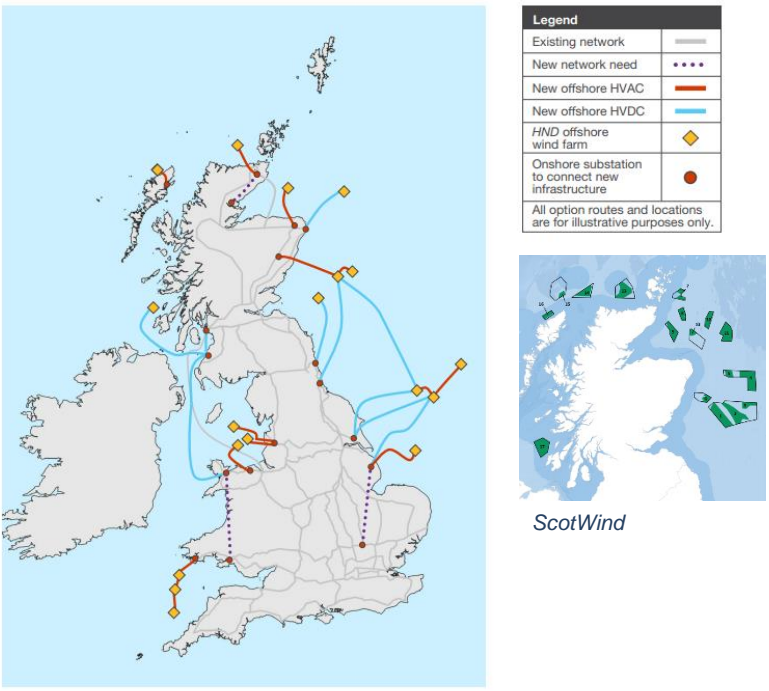 Legend
Existing network
New network need
New offshore HVAC
New offshore HVDC
HND offshore
wind farm
Onshore substation
to connect new
infrastructure
All option routes and locations
are for illustrative purposes only.
ScotWind